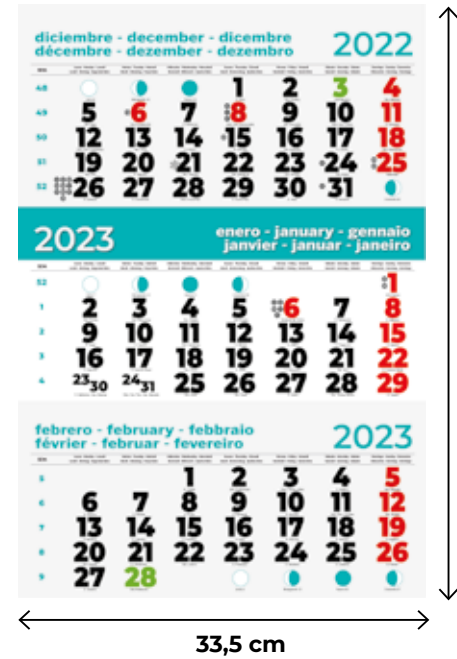 diciembre - december - dicembre
décembre - dezember - dezembro
2022
48 1 2 3 4
49 5 6 7 8 9 10 11
50 12 13 14 15 16 17 18
51 19 20 21 22 23 24 25
52 26 27 28 29 30 31
2023
enero - january - gennaio
janvier - januar - janeiro
52 1
1 2 3 4 5 6 7 8
2 9 10 11 12 13 14 15
3 16 17 18 19 20 21 22
4 23 30 24 31 25 26 27 28 29
febrero - february - febbraio
février - februar - fevereiro
2023
5 1 2 3 4 5
6 6 7 8 9 10 11 12
7 13 14 15 16 17 18 19
8 20 21 22 23 24 25 26
9 27 28
33,5 cm